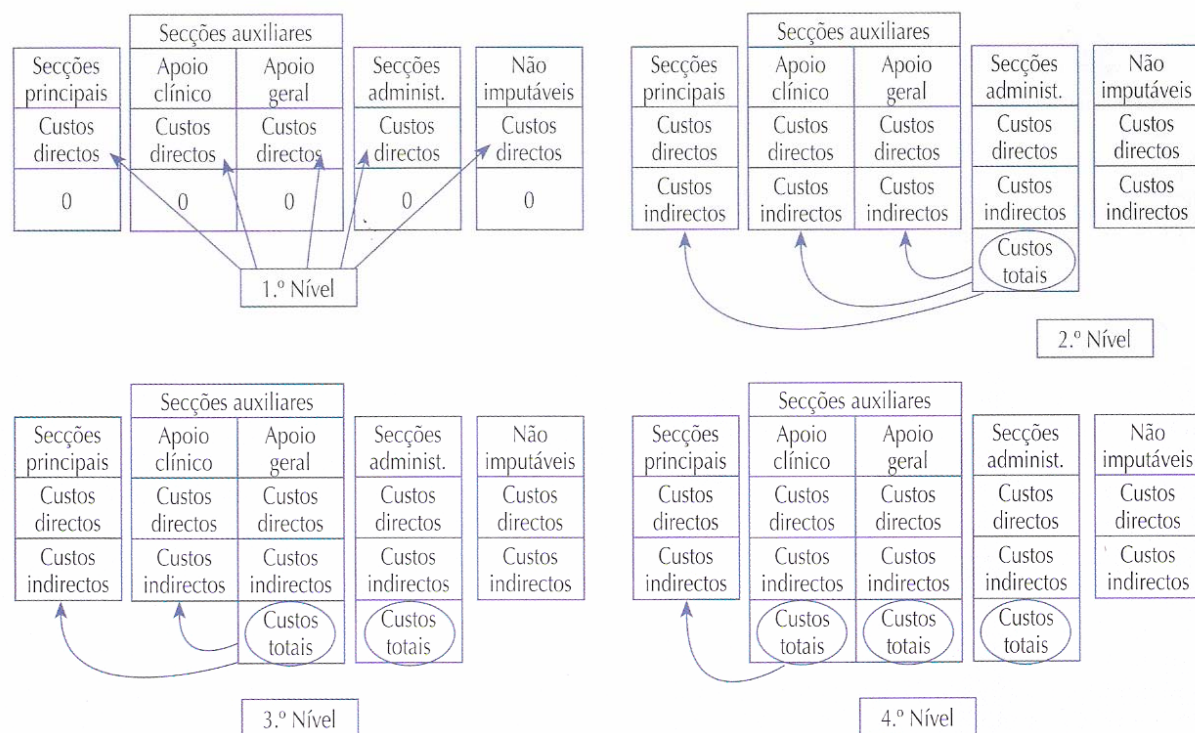 Secções auxiliares
Secções
principais
Apoio
clínico
Apoio
geral
Secções
administ.
Não
imputáveis
Custos
directos
Custos
directos
Custos
directos
Custos
directos
Custos
directos
0
0
0
0
0
1.º Nível
Secções auxiliares
Secções
principais
Apoio
clínico
Apoio
geral
Secções
administ.
Não
imputáveis
Custos
directos
Custos
directos
Custos
directos
Custos
directos
Custos
directos
Custos
indirectos
Custos
indirectos
Custos
indirectos
Custos
indirectos
Custos
indirectos
Custos
totais
2.º Nível
Secções auxiliares
Secções
principais
Apoio
clínico
Apoio
geral
Secções
administ.
Não
imputáveis
Custos
directos
Custos
directos
Custos
directos
Custos
directos
Custos
directos
Custos
indirectos
Custos
indirectos
Custos
indirectos
Custos
indirectos
Custos
indirectos
Custos
totais
Custos
totais
3.º Nível
Secções auxiliares
Secções
principais
Apoio
clínico
Apoio
geral
Secções
administ.
Não
imputáveis
Custos
directos
Custos
directos
Custos
directos
Custos
directos
Custos
directos
Custos
indirectos
Custos
indirectos
Custos
indirectos
Custos
indirectos
Custos
indirectos
Custos
totais
Custos
totais
Custos
totais
4.º Nível